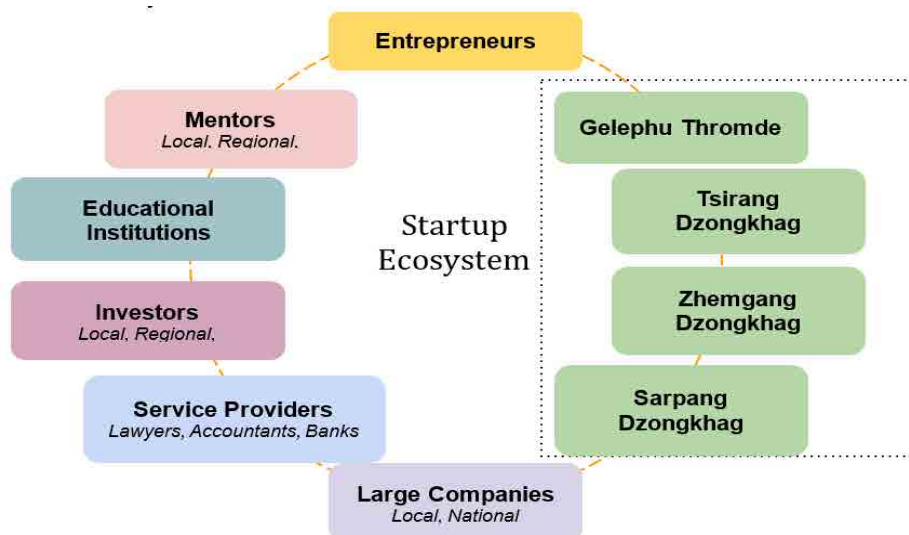 Entrepreneurs
Mentors
Local, Regional,
Educational
Institutions
Investors
Local, Regional,
Service Providers
Lawyers, Accountants, Banks
Large Companies
Local, National
Startup
Ecosystem
Gelephu Thromde
Tsirang
Dzongkhag
Zhemgang
Dzongkhag
Sarpang
Dzongkhag